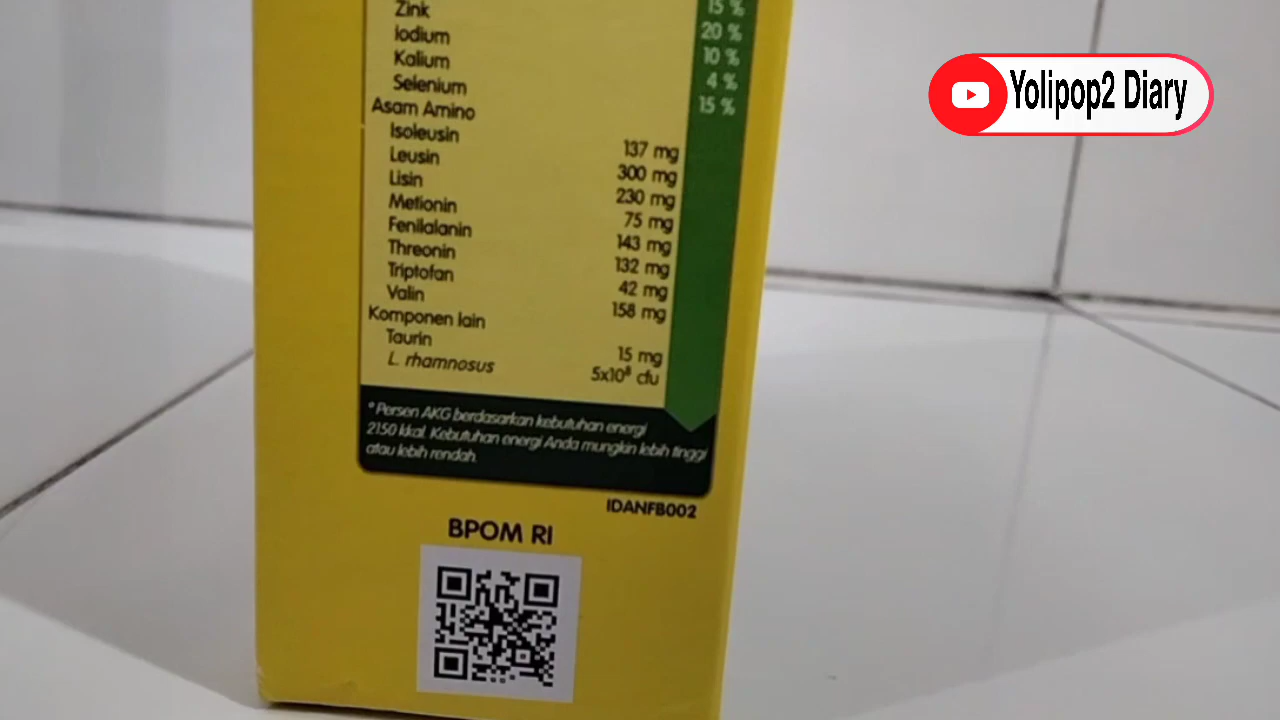 Yolipop2 Diary
Zink 15 %
Iodium 20 %
Kalium 10 %
Selenium 4 %
Asam Amino 15 %
Isoleusin 137 mg
Leusin 300 mg
Lisin 230 mg
Metionin 75 mg
Fenilalanin 143 mg
Threonin 132 mg
Triptofan 42 mg
Valin 158 mg
Komponen lain
Taurin 15 mg
L. rhamnosus 5x10⁸ cfu
* Persen AKG berdasarkan kebutuhan energi
2150 kkal. Kebutuhan energi Anda mungkin lebih tinggi
atau lebih rendah.
IDANFB002
BPOM RI